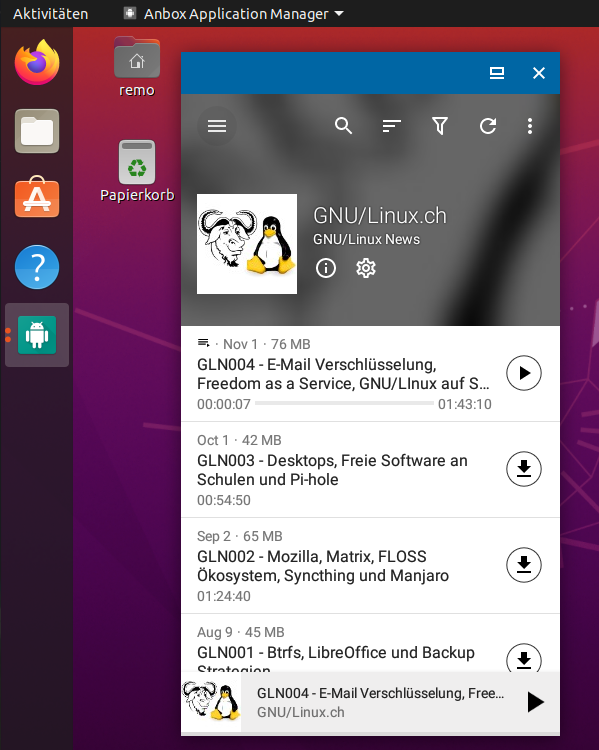 Aktivitäten
Anbox Application Manager
remo
Papierkorb
GNU/Linux.ch
GNU/Linux News
· Nov 1 · 76 MB
GLN004 - E-Mail Verschlüsselung,
Freedom as a Service, GNU/LInux auf S…
00:00:07
01:43:10
Oct 1 · 42 MB
GLN003 - Desktops, Freie Software an
Schulen und Pi-hole
00:54:50
Sep 2 · 65 MB
GLN002 - Mozilla, Matrix, FLOSS
Ökosystem, Syncthing und Manjaro
01:24:40
Aug 9 · 45 MB
GLN001 - Btrfs, LibreOffice und Backup
Strategien
GLN004 - E-Mail Verschlüsselung, Free…
GNU/Linux.ch